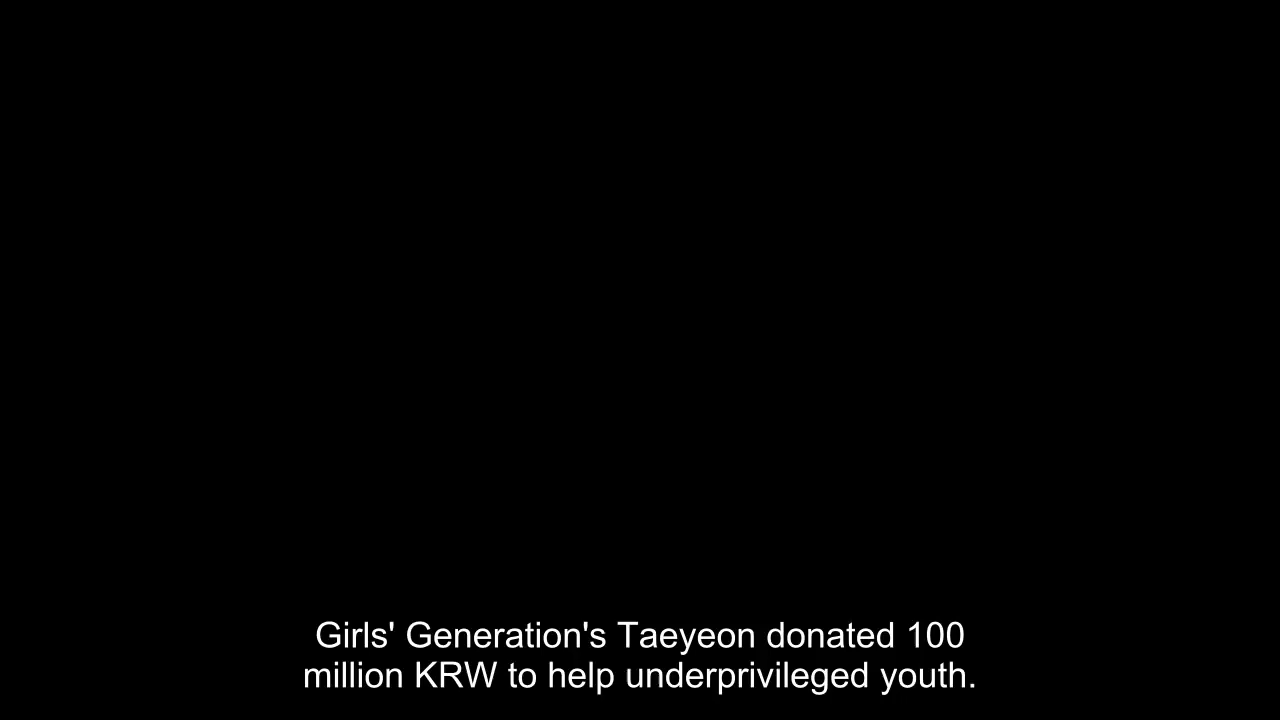 Girls' Generation's Taeyeon donated 100
million KRW to help underprivileged youth.